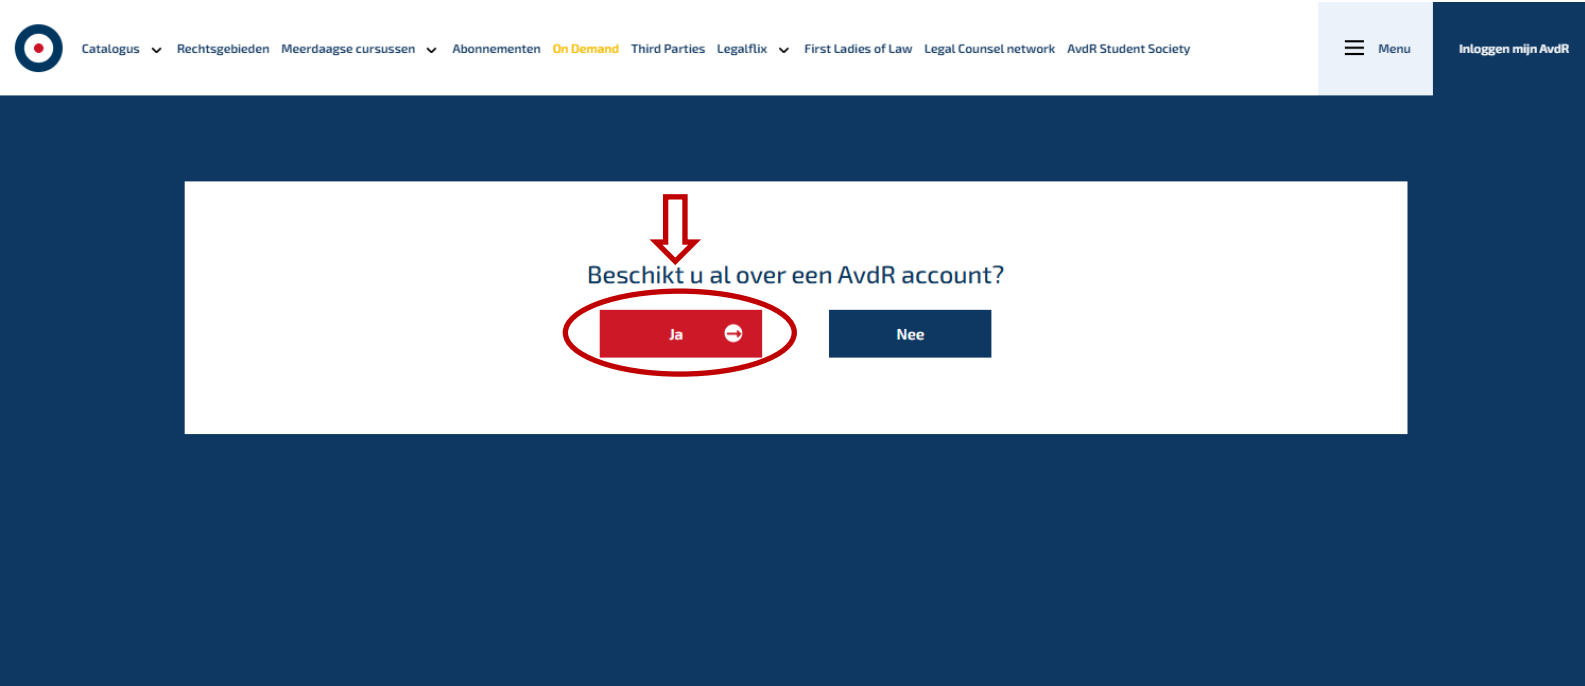 Catalogus Rechtsgebieden Meerdaagse cursussen Abonnementen On Demand Third Parties Legalflix First Ladies of Law Legal Counsel network AvdR Student Society Menu Inloggen mijn AvdR
Beschikt u al over een AvdR account?
Ja Nee